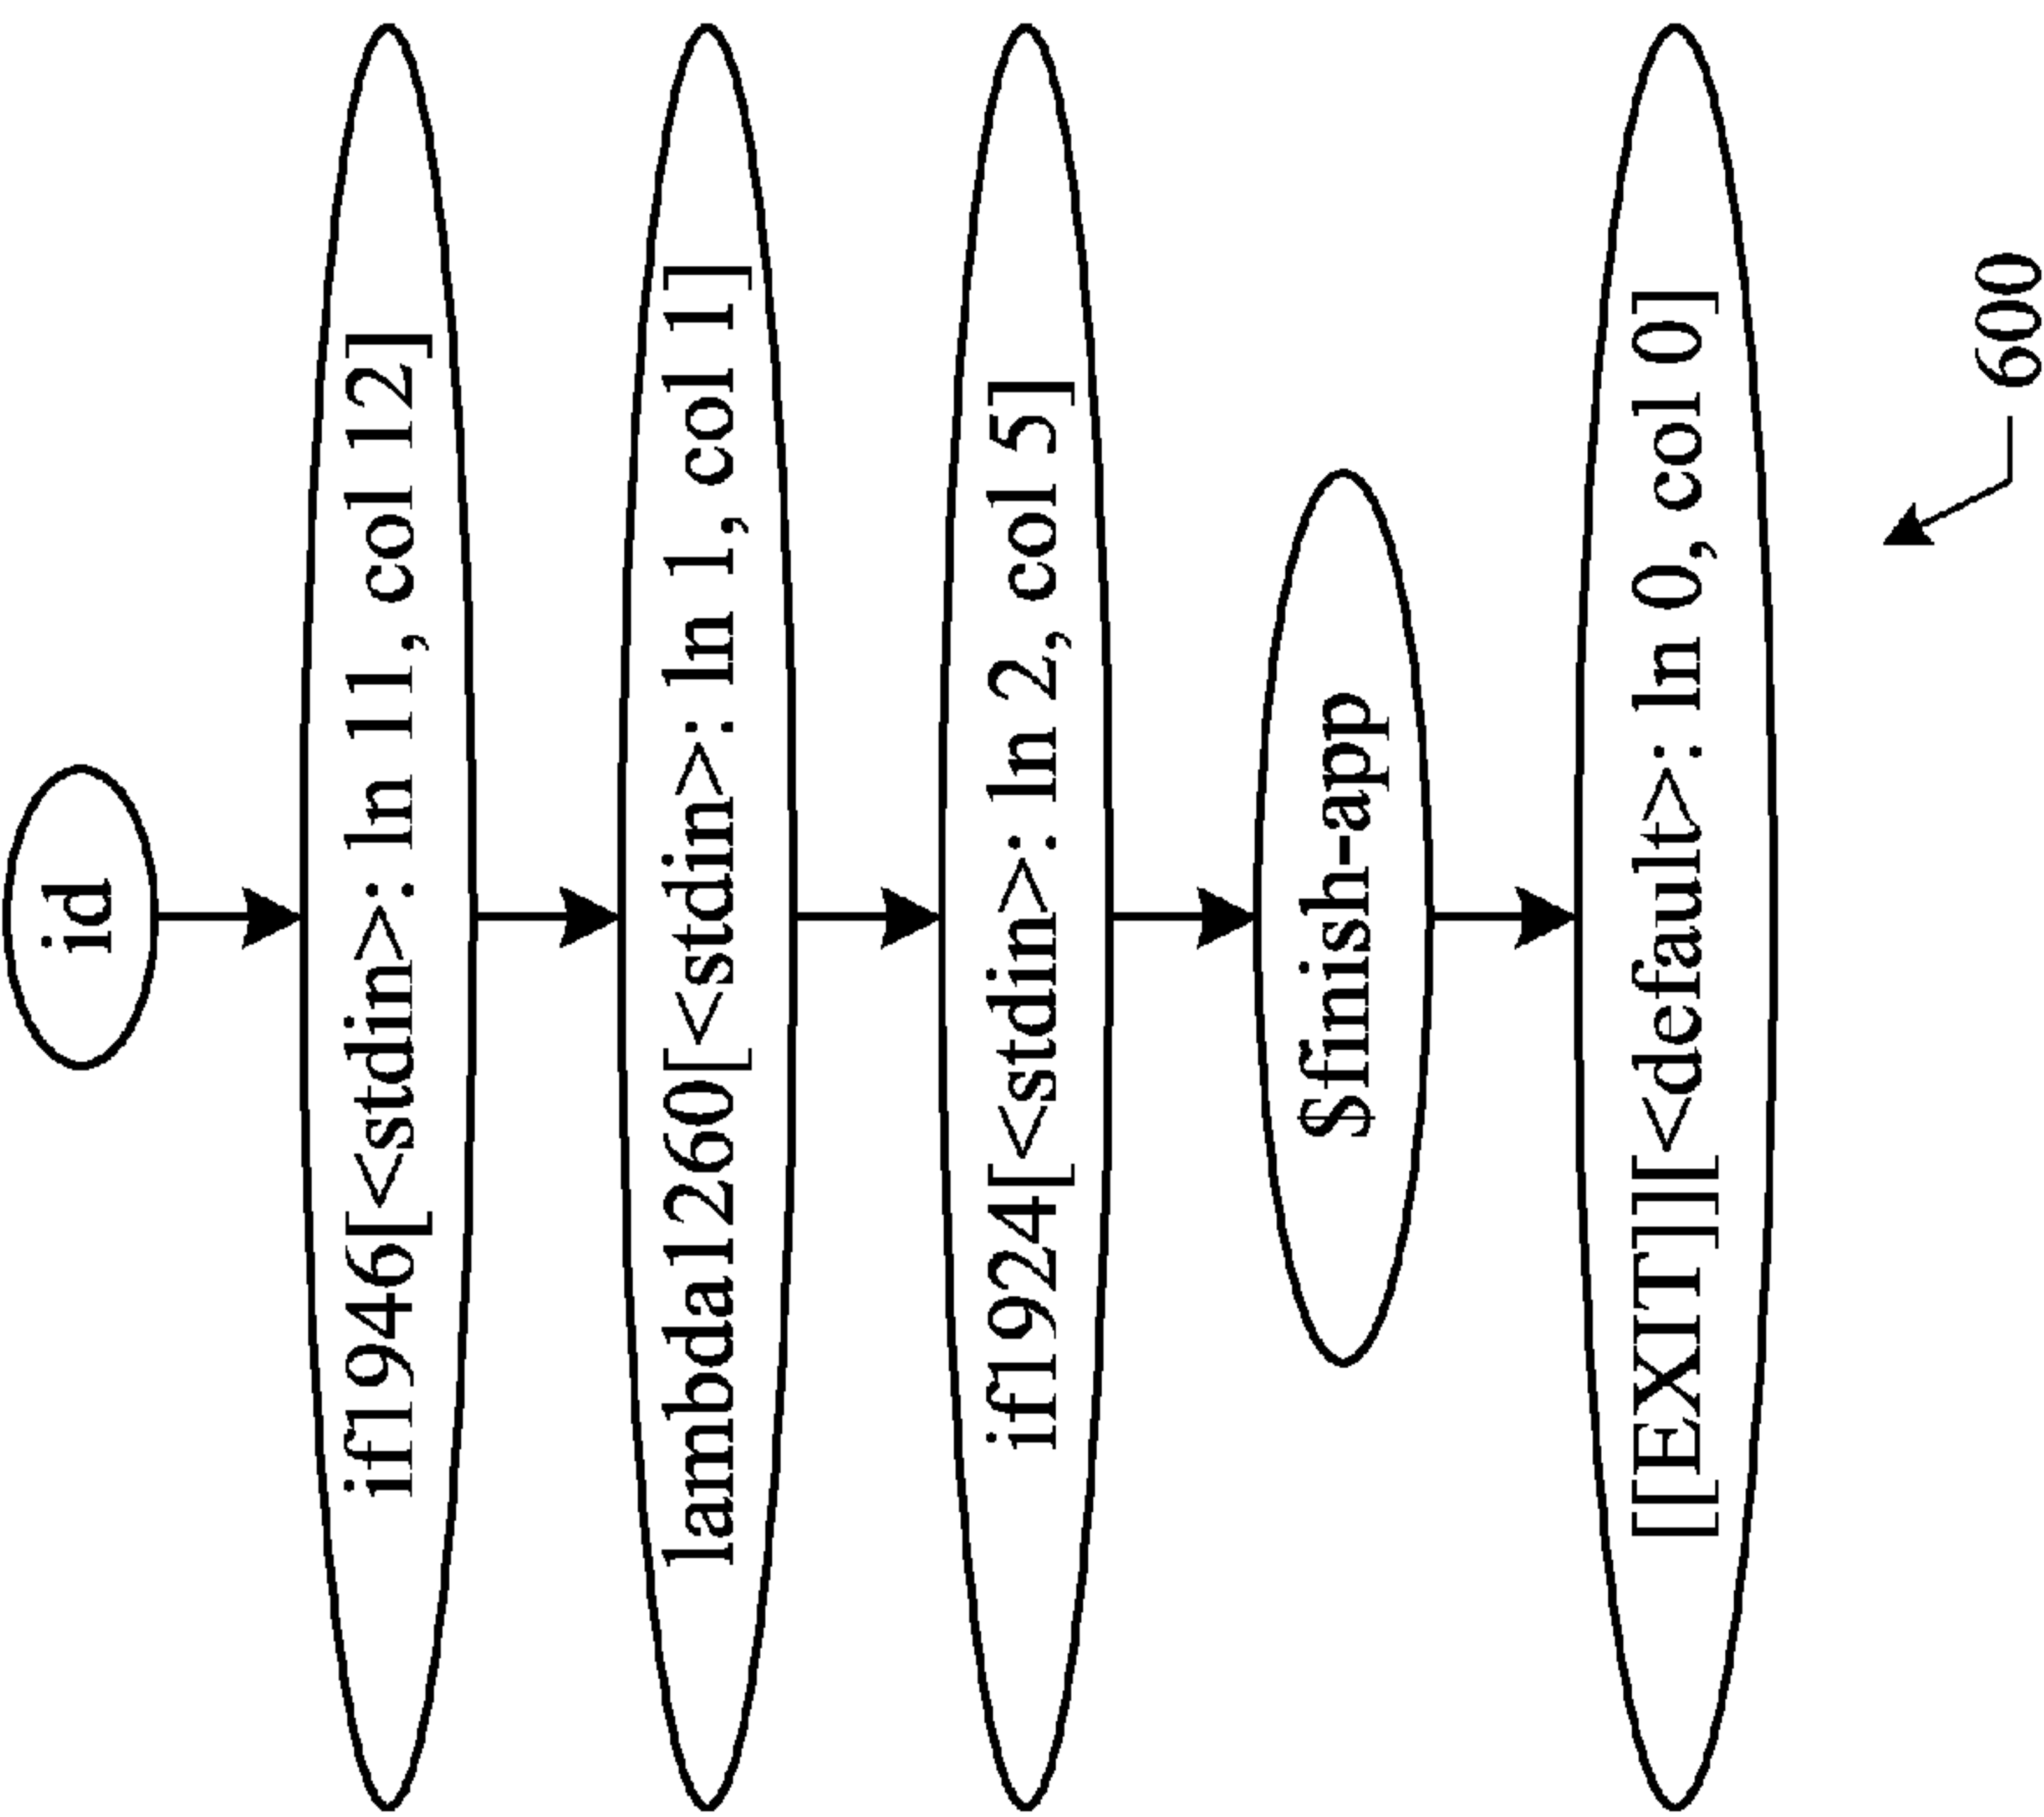 id
if1946[<stdin>: ln 11, col 12]
lambda1260[<stdin>: ln 1, col 1]
if1924[<stdin>: ln 2, col 5]
$finish-app
[[EXIT]][<default>: ln 0, col 0]
600